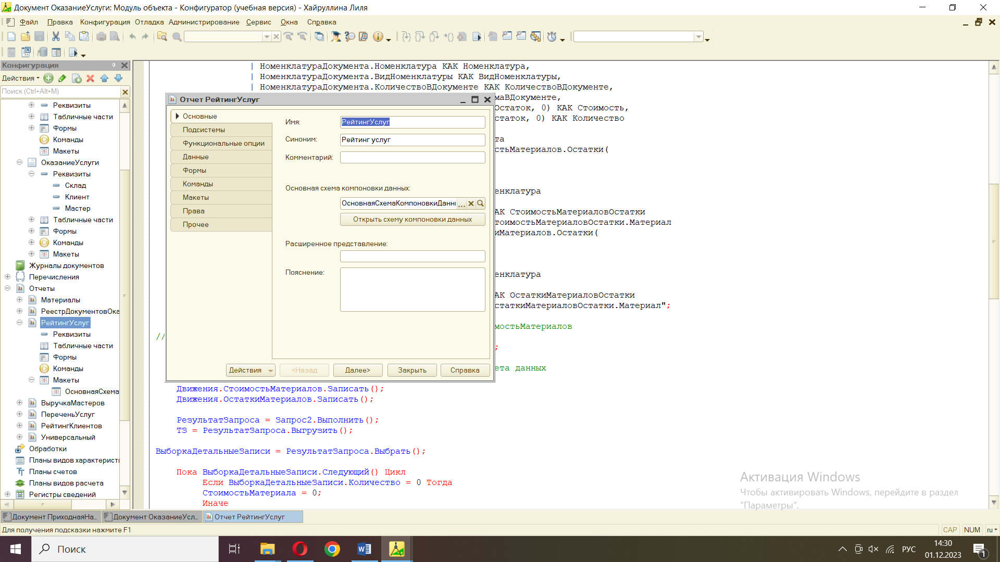 Документ ОказаниеУслуги: Модуль объекта - Конфигуратор (учебная версия) - Хайруллина Лиля
Файл Правка Конфигурация Отладка Администрирование Сервис Окна Справка
Конфигурация
Действия
Поиск (Ctrl+Alt+M)
Реквизиты
Табличные части
Формы
Команды
Макеты
ОказаниеУслуги
Реквизиты
Склад
Клиент
Мастер
Табличные части
Формы
Команды
Макеты
Журналы документов
Перечисления
Отчеты
Материалы
РеестрДокументовОка
РейтингУслуг
Реквизиты
Табличные части
Формы
Команды
Макеты
ОсновнаяСхема
ВыручкаМастеров
ПереченьУслуг
РейтингКлиентов
Универсальный
Обработки
Планы видов характерист
Планы счетов
Планы видов расчета
Регистры сведений
| НоменклатураДокумента.Номенклатура КАК Номенклатура,
| НоменклатураДокумента.ВидНоменклатуры КАК ВидНоменклатуры,
| НоменклатураДокумента.КоличествоВДокументе КАК КоличествоВДокументе,
маВДокументе,
Остаток, 0) КАК Стоимость,
статок, 0) КАК Количество
та
стьМатериалов.Остатки(
енклатура
АК СтоимостьМатериаловОстатки
тоимостьМатериаловОстатки.Материал
иМатериалов.Остатки(
енклатура
АК ОстаткиМатериаловОстатки
статкиМатериаловОстатки.Материал";
мостьМатериалов
//
;
ета данных
Движения.СтоимостьМатериалов.Записать();
Движения.ОстаткиМатериалов.Записать();
РезультатЗапроса = Запрос2.Выполнить();
ТЗ = РезультатЗапроса.Выгрузить();
ВыборкаДетальныеЗаписи = РезультатЗапроса.Выбрать();
Пока ВыборкаДетальныеЗаписи.Следующий() Цикл
Если ВыборкаДетальныеЗаписи.Количество = 0 Тогда
СтоимостьМатериала = 0;
Иначе
Отчет РейтингУслуг
Основные
Подсистемы
Функциональные опции
Данные
Формы
Команды
Макеты
Права
Прочее
Имя: РейтингУслуг
Синоним: Рейтинг услуг
Комментарий:
Основная схема компоновки данных:
ОсновнаяСхемаКомпоновкиДанн ...
Открыть схему компоновки данных
Расширенное представление:
Пояснение:
Действия <Назад Далее> Закрыть Справка
Активация Windows
Чтобы активировать Windows, перейдите в раздел
"Параметры".
Документ ПриходнаяНа... Документ ОказаниеУсл... Отчет РейтингУслуг
Для получения подсказки нажмите F1
CAP NUM ru
Поиск
РУС
14:30
01.12.2023
1